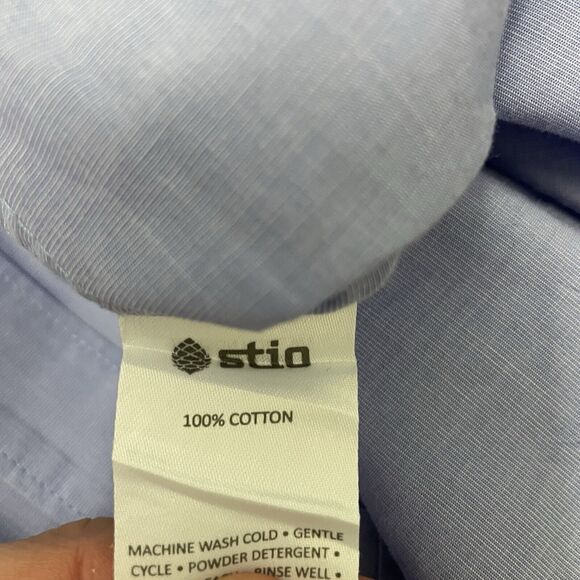 stio
100% COTTON
MACHINE WASH COLD • GENTLE
CYCLE • POWDER DETERGENT •
RINSE WELL •